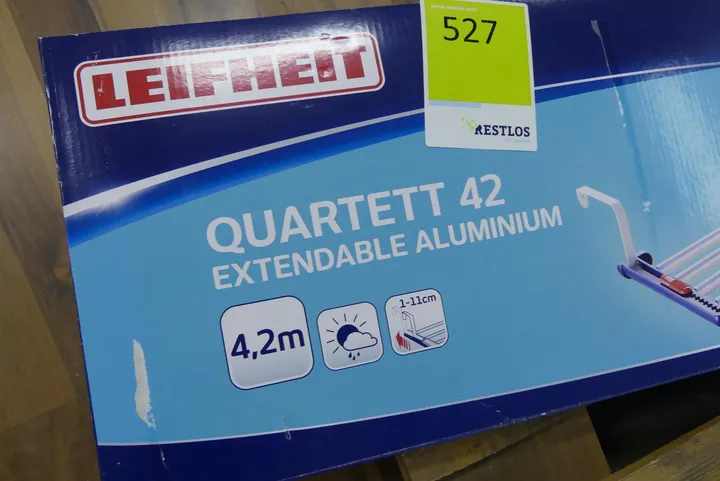 LEIFHEIT
527
RESTLOS
QUARTETT 42
EXTENDABLE ALUMINIUM
4,2m
1-11cm